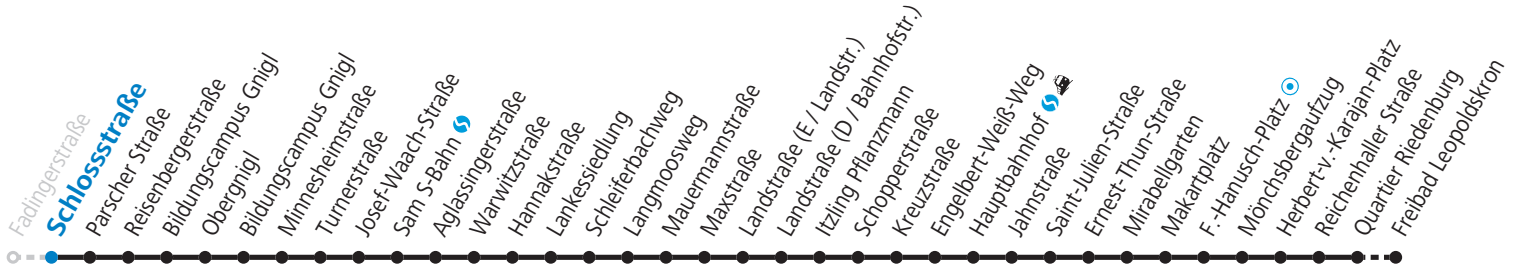 Fadingerstraße
Schlossstraße
Parscher Straße
Reisenbergerstraße
Bildungscampus Gnigl
Obergnigl
Bildungscampus Gnigl
Minnesheimstraße
Turnerstraße
Josef-Waach-Straße
Sam S-Bahn
Aglassingerstraße
Warwitzstraße
Hannakstraße
Lankessiedlung
Schleiferbachweg
Langmoosweg
Mauermannstraße
Maxstraße
Landstraße (E / Landstr.)
Landstraße (D / Bahnhofstr.)
Itzling Pflanzmann
Schopperstraße
Kreuzstraße
Engelbert-Weiß-Weg
Hauptbahnhof
Jahnstraße
Saint-Julien-Straße
Ernest-Thun-Straße
Mirabellgarten
Makartplatz
F.-Hanusch-Platz
Mönchsbergaufzug
Herbert-v.-Karajan-Platz
Reichenhaller Straße
Quartier Riedenburg
Freibad Leopoldskron